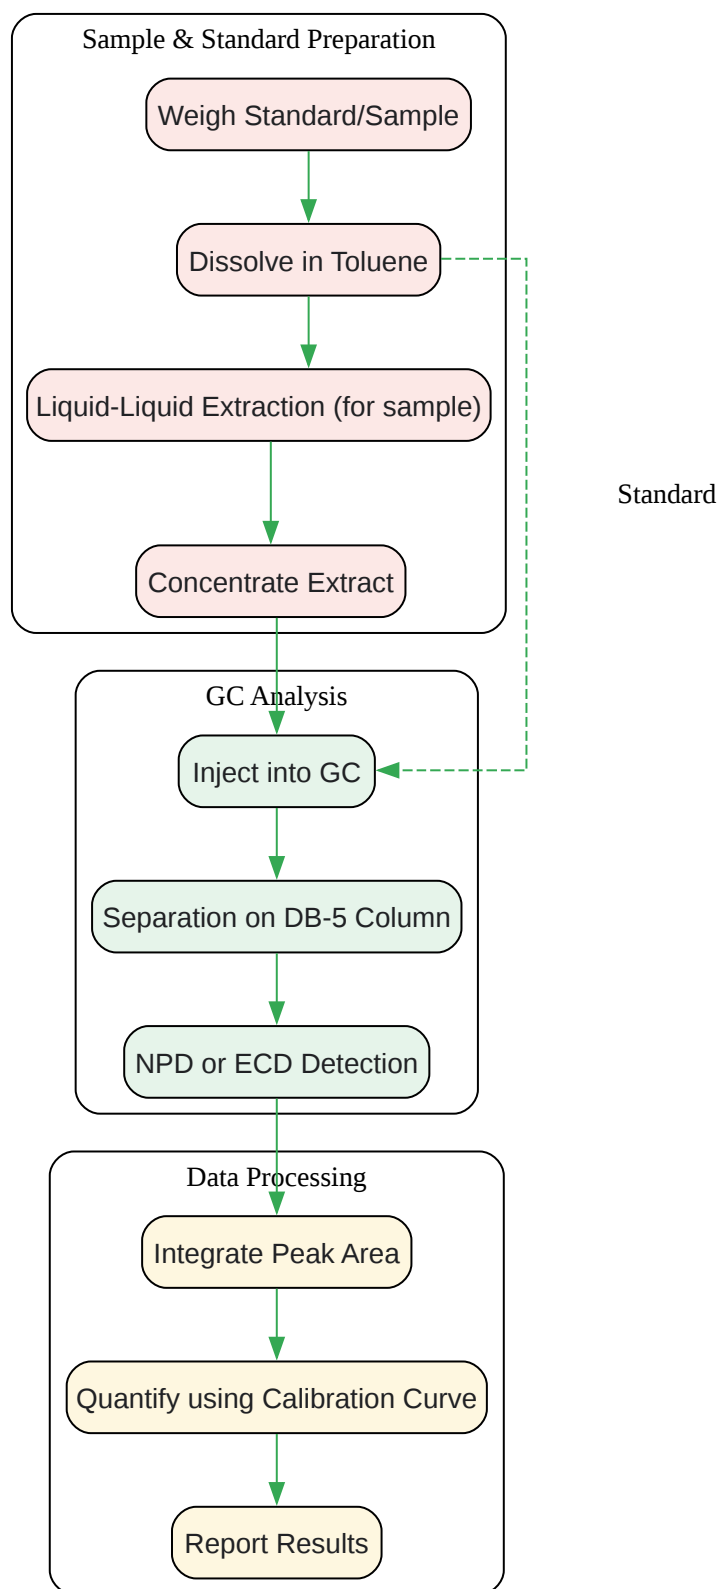 Sample & Standard Preparation
Weigh Standard/Sample
Dissolve in Toluene
Liquid-Liquid Extraction (for sample)
Standard
Concentrate Extract
GC Analysis
Inject into GC
Separation on DB-5 Column
NPD or ECD Detection
Data Processing
Integrate Peak Area
Quantify using Calibration Curve
Report Results